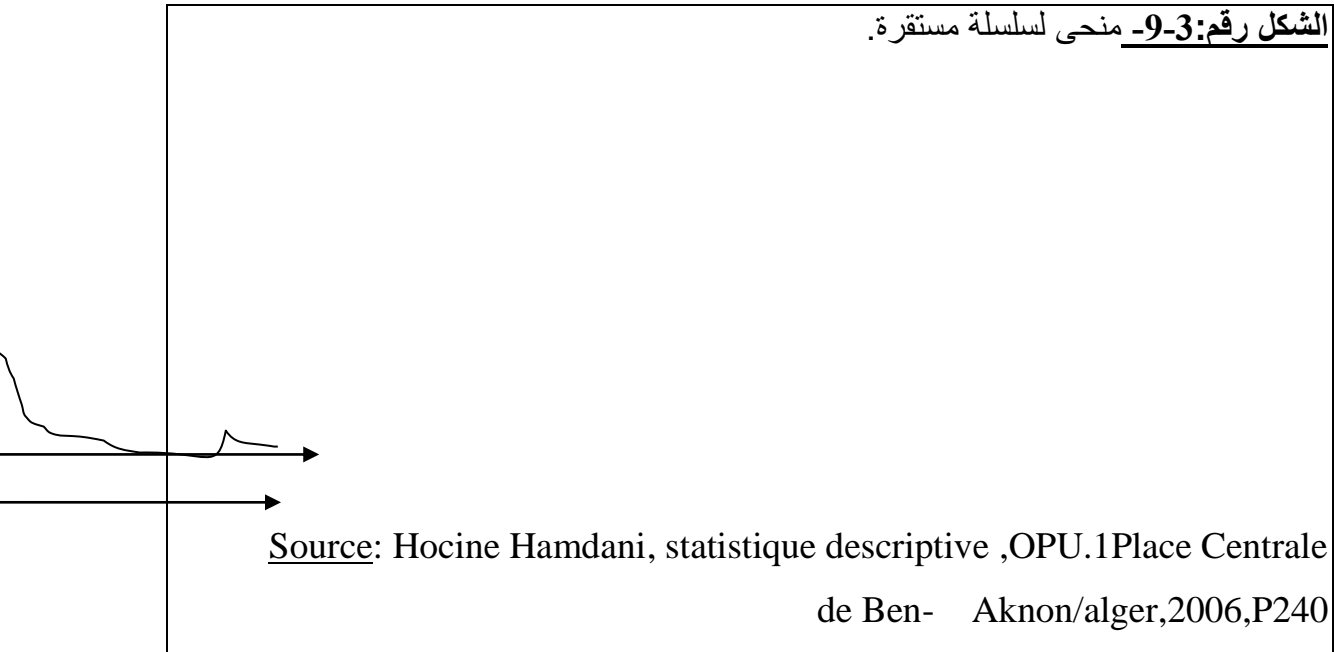 الشكل رقم:3-9- منحى لسلسلة مستقرة.
Source: Hocine Hamdani, statistique descriptive ,OPU.1Place Centrale
de Ben- Aknon/alger,2006,P240